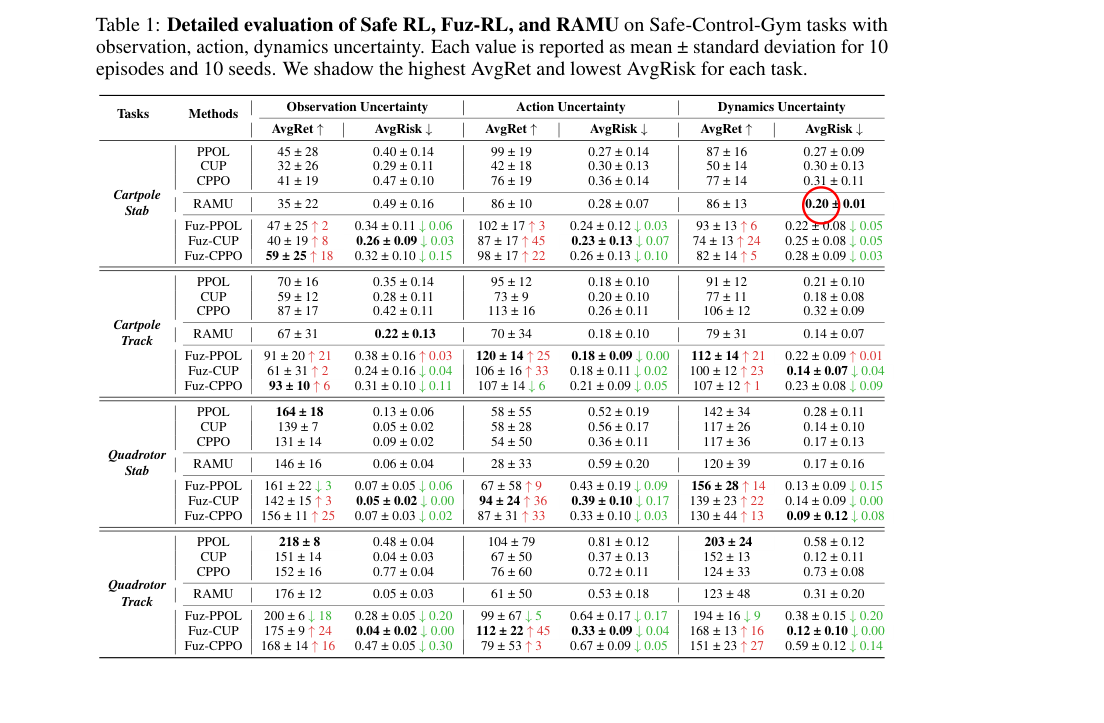 Table 1: Detailed evaluation of Safe RL, Fuz-RL, and RAMU on Safe-Control-Gym tasks with
observation, action, dynamics uncertainty. Each value is reported as mean ± standard deviation for 10
episodes and 10 seeds. We shadow the highest AvgRet and lowest AvgRisk for each task.
Tasks Methods Observation Uncertainty Action Uncertainty Dynamics Uncertainty
AvgRet ↑ AvgRisk ↓ AvgRet ↑ AvgRisk ↓ AvgRet ↑ AvgRisk ↓
Cartpole Stab
PPOL 45 ± 28 0.40 ± 0.14 99 ± 19 0.27 ± 0.14 87 ± 16 0.27 ± 0.09
CUP 32 ± 26 0.29 ± 0.11 42 ± 18 0.30 ± 0.13 50 ± 14 0.30 ± 0.13
CPPO 41 ± 19 0.47 ± 0.10 76 ± 19 0.36 ± 0.14 77 ± 14 0.31 ± 0.11
RAMU 35 ± 22 0.49 ± 0.16 86 ± 10 0.28 ± 0.07 86 ± 13 0.20 ± 0.01
Fuz-PPOL 47 ± 25 ↑ 2 0.34 ± 0.11 ↓ 0.06 102 ± 17 ↑ 3 0.24 ± 0.12 ↓ 0.03 93 ± 13 ↑ 6 0.22 ± 0.08 ↓ 0.05
Fuz-CUP 40 ± 19 ↑ 8 0.26 ± 0.09 ↓ 0.03 87 ± 17 ↑ 45 0.23 ± 0.13 ↓ 0.07 74 ± 13 ↑ 24 0.25 ± 0.08 ↓ 0.05
Fuz-CPPO 59 ± 25 ↑ 18 0.32 ± 0.10 ↓ 0.15 98 ± 17 ↑ 22 0.26 ± 0.13 ↓ 0.10 82 ± 14 ↑ 5 0.28 ± 0.09 ↓ 0.03
Cartpole Track
PPOL 70 ± 16 0.35 ± 0.14 95 ± 12 0.18 ± 0.10 91 ± 12 0.21 ± 0.10
CUP 59 ± 12 0.28 ± 0.11 73 ± 9 0.20 ± 0.10 77 ± 11 0.18 ± 0.08
CPPO 87 ± 17 0.42 ± 0.11 113 ± 16 0.26 ± 0.11 106 ± 12 0.32 ± 0.09
RAMU 67 ± 31 0.22 ± 0.13 70 ± 34 0.18 ± 0.10 79 ± 31 0.14 ± 0.07
Fuz-PPOL 91 ± 20 ↑ 21 0.38 ± 0.16 ↑ 0.03 120 ± 14 ↑ 25 0.18 ± 0.09 ↓ 0.00 112 ± 14 ↑ 21 0.22 ± 0.09 ↑ 0.01
Fuz-CUP 61 ± 31 ↑ 2 0.24 ± 0.16 ↓ 0.04 106 ± 16 ↑ 33 0.18 ± 0.11 ↓ 0.02 100 ± 12 ↑ 23 0.14 ± 0.07 ↓ 0.04
Fuz-CPPO 93 ± 10 ↑ 6 0.31 ± 0.10 ↓ 0.11 107 ± 14 ↓ 6 0.21 ± 0.09 ↓ 0.05 107 ± 12 ↑ 1 0.23 ± 0.08 ↓ 0.09
Quadrotor Stab
PPOL 164 ± 18 0.13 ± 0.06 58 ± 55 0.52 ± 0.19 142 ± 34 0.28 ± 0.11
CUP 139 ± 7 0.05 ± 0.02 58 ± 28 0.56 ± 0.17 117 ± 26 0.14 ± 0.10
CPPO 131 ± 14 0.09 ± 0.02 54 ± 50 0.36 ± 0.11 117 ± 36 0.17 ± 0.13
RAMU 146 ± 16 0.06 ± 0.04 28 ± 33 0.59 ± 0.20 120 ± 39 0.17 ± 0.16
Fuz-PPOL 161 ± 22 ↓ 3 0.07 ± 0.05 ↓ 0.06 67 ± 58 ↑ 9 0.43 ± 0.19 ↓ 0.09 156 ± 28 ↑ 14 0.13 ± 0.09 ↓ 0.15
Fuz-CUP 142 ± 15 ↑ 3 0.05 ± 0.02 ↓ 0.00 94 ± 24 ↑ 36 0.39 ± 0.10 ↓ 0.17 139 ± 23 ↑ 22 0.14 ± 0.09 ↓ 0.00
Fuz-CPPO 156 ± 11 ↑ 25 0.07 ± 0.03 ↓ 0.02 87 ± 31 ↑ 33 0.33 ± 0.10 ↓ 0.03 130 ± 44 ↑ 13 0.09 ± 0.12 ↓ 0.08
Quadrotor Track
PPOL 218 ± 8 0.48 ± 0.04 104 ± 79 0.81 ± 0.12 203 ± 24 0.58 ± 0.12
CUP 151 ± 14 0.04 ± 0.03 67 ± 50 0.37 ± 0.13 152 ± 13 0.12 ± 0.11
CPPO 152 ± 16 0.77 ± 0.04 76 ± 60 0.72 ± 0.11 124 ± 33 0.73 ± 0.08
RAMU 176 ± 12 0.05 ± 0.03 61 ± 50 0.53 ± 0.18 123 ± 48 0.31 ± 0.20
Fuz-PPOL 200 ± 6 ↓ 18 0.28 ± 0.05 ↓ 0.20 99 ± 67 ↓ 5 0.64 ± 0.17 ↓ 0.17 194 ± 16 ↓ 9 0.38 ± 0.15 ↓ 0.20
Fuz-CUP 175 ± 9 ↑ 24 0.04 ± 0.02 ↓ 0.00 112 ± 22 ↑ 45 0.33 ± 0.09 ↓ 0.04 168 ± 13 ↑ 16 0.12 ± 0.10 ↓ 0.00
Fuz-CPPO 168 ± 14 ↑ 16 0.47 ± 0.05 ↓ 0.30 79 ± 53 ↑ 3 0.67 ± 0.09 ↓ 0.05 151 ± 23 ↑ 27 0.59 ± 0.12 ↓ 0.14